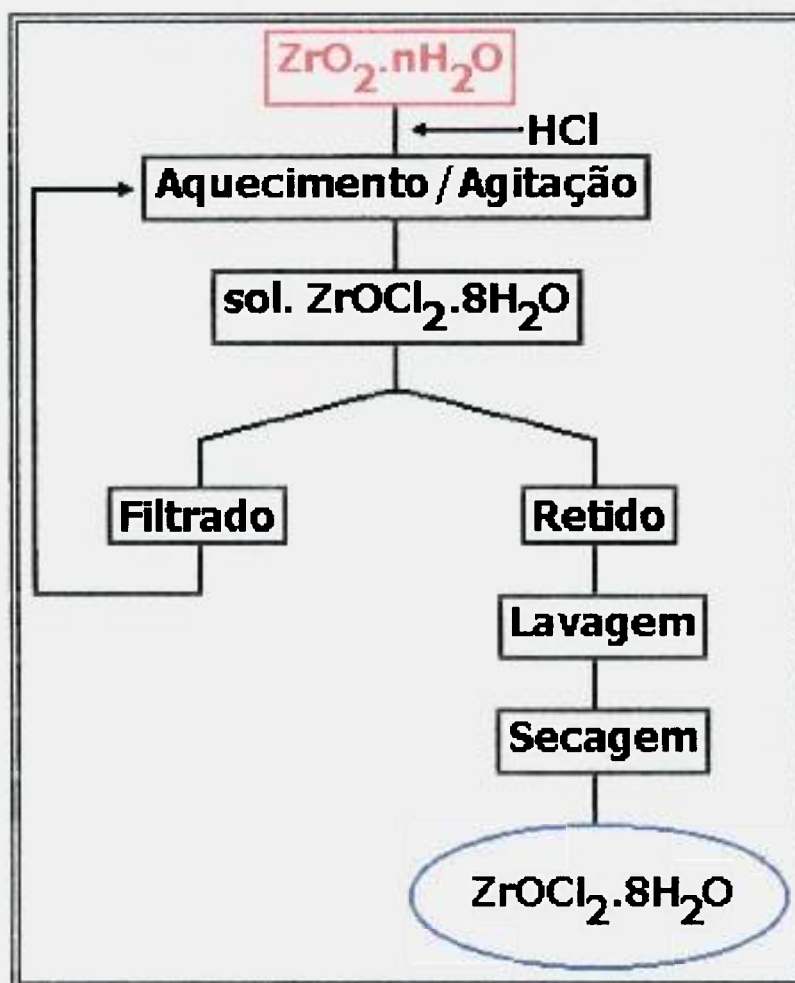 ZrO2.nH2O
HCl
Aquecimento / Agitação
sol. ZrOCl2.8H2O
Filtrado
Retido
Lavagem
Secagem
ZrOCl2.8H2O